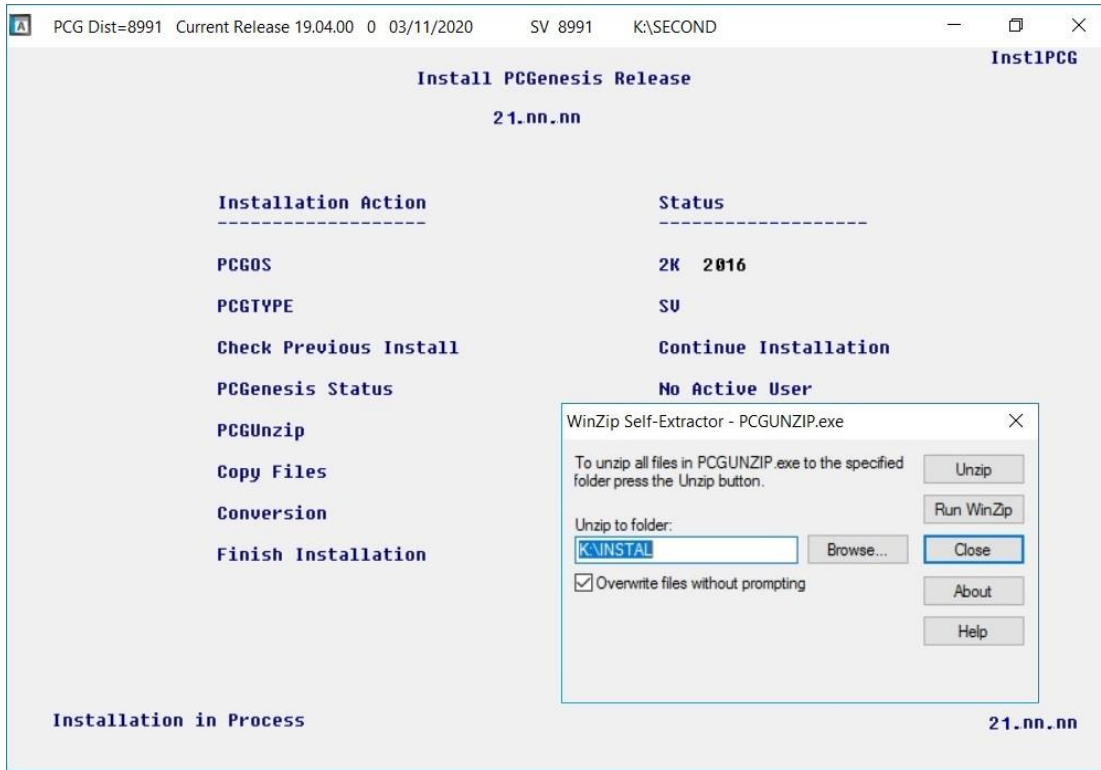 PCG Dist=8991 Current Release 19.04.00 0 03/11/2020 SV 8991 K:\SECOND
InstlPCG
Install PCGenesis Release
21.nn.nn
Installation Action Status
------------------- -------------------
PCGOS 2K 2016
PCGTYPE SV
Check Previous Install Continue Installation
PCGenesis Status No Active User
PCGUnzip
Copy Files
Conversion
Finish Installation
WinZip Self-Extractor - PCGUNZIP.exe
To unzip all files in PCGUNZIP.exe to the specified
folder press the Unzip button.
Unzip to folder:
K:\INSTAL
Browse...
Overwrite files without prompting
Unzip
Run WinZip
Close
About
Help
Installation in Process 21.nn.nn